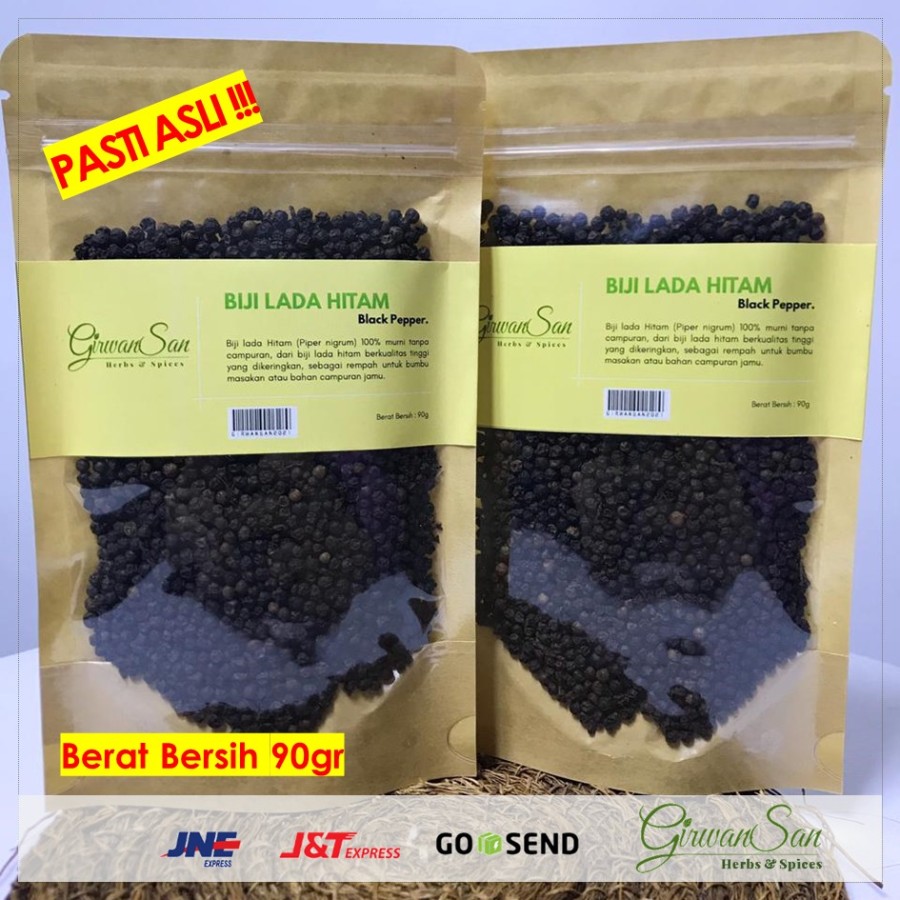 PASTI ASLI !!!
GirwanSan
Herbs & Spices
BIJI LADA HITAM
Black Pepper.
Biji lada Hitam (Piper nigrum) 100% murni tanpa
campuran, dari biji lada hitam berkualitas tinggi
yang dikeringkan, sebagai rempah untuk bumbu
masakan atau bahan campuran jamu.
Berat Bersih : 90g
GirwanSan
Herbs & Spices
BIJI LADA HITAM
Black Pepper.
Biji lada Hitam (Piper nigrum) 100% murni tanpa
campuran, dari biji lada hitam berkualitas tinggi
yang dikeringkan, sebagai rempah untuk bumbu
masakan atau bahan campuran jamu.
Berat Bersih : 90g
Berat Bersih 90gr
JNE
EXPRESS
J&T EXPRESS
GO SEND
GirwanSan
Herbs & Spices